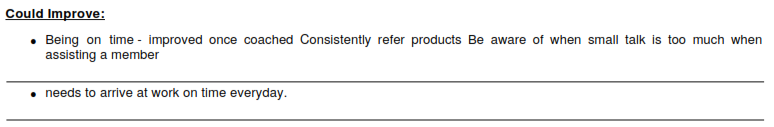 Could Improve:
• Being on time - improved once coached Consistently refer products Be aware of when small talk is too much when
assisting a member
• needs to arrive at work on time everyday.